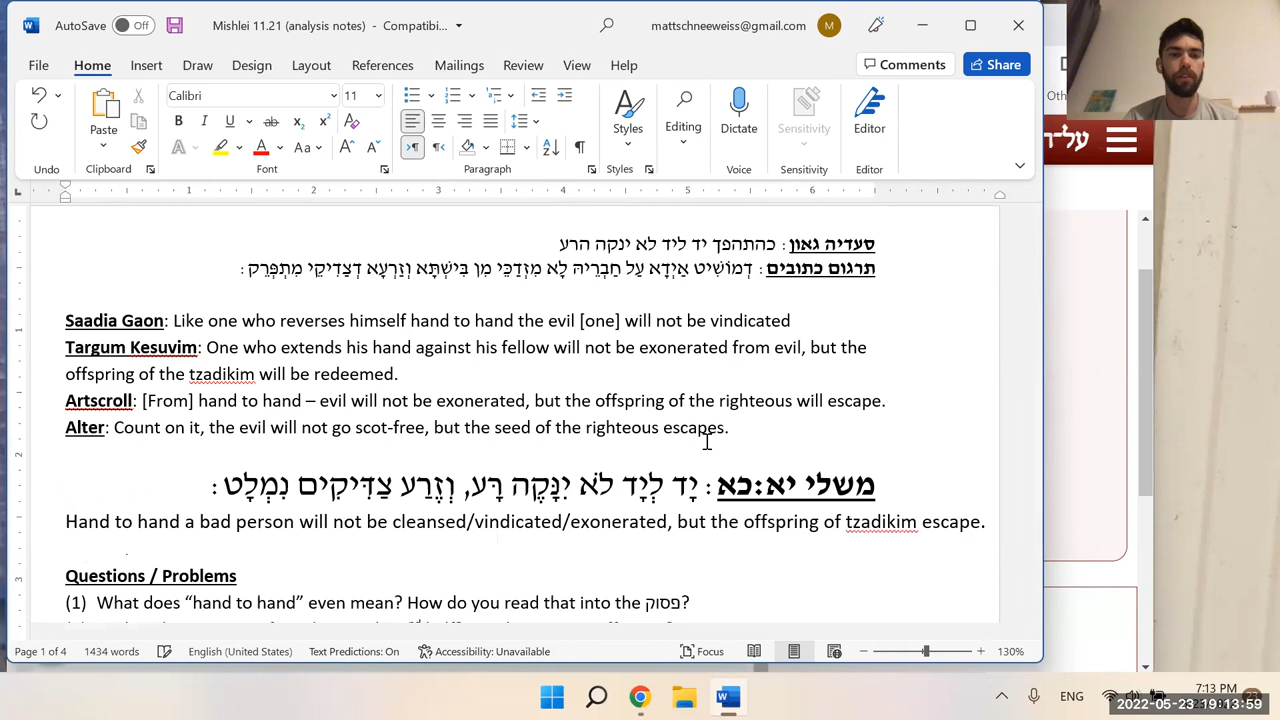 AutoSave Off Mishlei 11.21 (analysis notes) - Compatibi... mattschneeweiss@gmail.com M
File Home Insert Draw Design Layout References Mailings Review View Help Comments Share
Calibri 11
Paste Styles Editing Dictate Sensitivity Editor
Undo Clipboard Font Paragraph Styles Voice Sensitivity Editor
1 2 3 4 5 6
סעדיה גאון: כהתהפך יד ליד לא ינקה הרע
תרגום כתובים: דְמוֹשִׁיט אַיְדָא עַל חַבְרֵיהּ לָא מִזְדַכֵּי מִן בִּישְׁתָּא וְזַרְעָא דְצַדִיקֵי מִתְפְּרֵק:
Saadia Gaon: Like one who reverses himself hand to hand the evil [one] will not be vindicated
Targum Kesuvim: One who extends his hand against his fellow will not be exonerated from evil, but the
offspring of the tzadikim will be redeemed.
Artscroll: [From] hand to hand – evil will not be exonerated, but the offspring of the righteous will escape.
Alter: Count on it, the evil will not go scot-free, but the seed of the righteous escapes.
משלי יא:כא: יָד לְיָד לֹא יִנָּקֶה רָּע, וְזֶרַע צַדִּיקִים נִמְלָט:
Hand to hand a bad person will not be cleansed/vindicated/exonerated, but the offspring of tzadikim escape.
Questions / Problems
(1) What does “hand to hand” even mean? How do you read that into the פסוק?
Page 1 of 4 1434 words English (United States) Text Predictions: On Accessibility: Unavailable Focus 130%
ENG 7:13 PM
2022-05-23 19:13:59